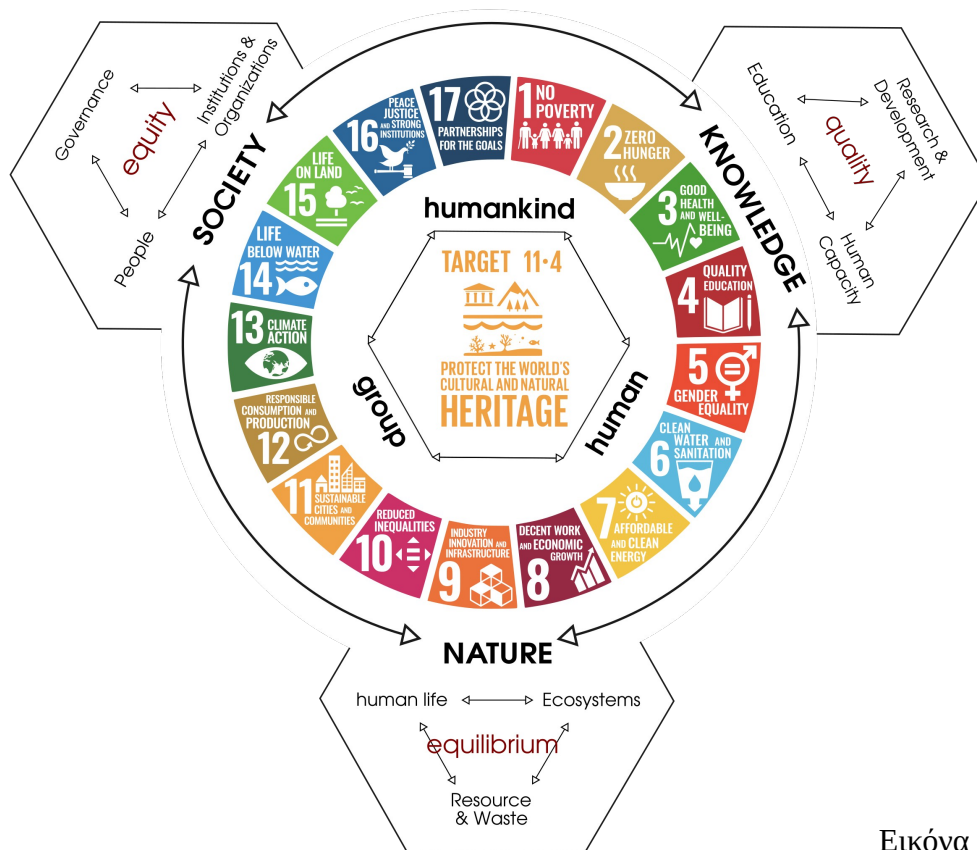 Governance
Institutions &
Organizations
equity
People
SOCIETY
Education
Research &
Development
quality
Human
Capacity
KNOWLEDGE
1 NO
POVERTY
2 ZERO
HUNGER
3 GOOD
HEALTH
AND WELL-
BEING
4 QUALITY
EDUCATION
5 GENDER
EQUALITY
6 CLEAN
WATER AND
SANITATION
7 AFFORDABLE
AND CLEAN
ENERGY
8 DECENT WORK
AND ECONOMIC
GROWTH
9 INDUSTRY
INNOVATION AND
INFRASTRUCTURE
10 REDUCED
INEQUALITIES
11 SUSTAINABLE
CITIES AND
COMMUNITIES
12 RESPONSIBLE
CONSUMPTION AND
PRODUCTION
13 CLIMATE
ACTION
14 LIFE
BELOW WATER
15 LIFE
ON LAND
16 PEACE
JUSTICE
AND STRONG
INSTITUTIONS
17 PARTNERSHIPS
FOR THE GOALS
humankind
TARGET 11·4
PROTECT THE WORLD'S
CULTURAL AND NATURAL
HERITAGE
group
human
NATURE
human life
Ecosystems
equilibrium
Resource
& Waste
Εικόνα